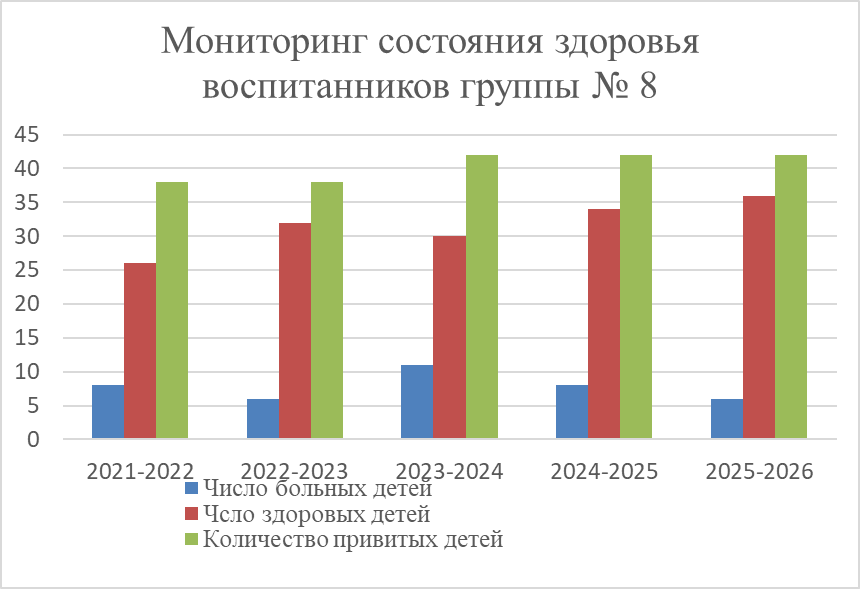 Мониторинг состояния здоровья
воспитанников группы № 8
45
40
35
30
25
20
15
10
5
0
2021-2022 2022-2023 2023-2024 2024-2025 2025-2026
Число больных детей
Чсло здоровых детей
Количество привитых детей